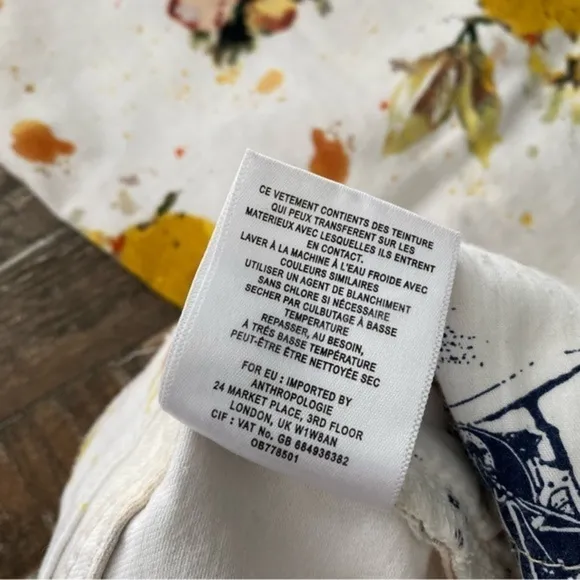 CE VETEMENT CONTIENTS DES TEINTURE
QUI PEUX TRANSFERENT SUR LES
MATERIEUX AVEC LESQUELLES ILS ENTRENT
EN CONTACT.
LAVER À LA MACHINE À L'EAU FROIDE AVEC
COULEURS SIMILAIRES
UTILISER UN AGENT DE BLANCHIMENT
SANS CHLORE SI NÉCESSAIRE
SECHER PAR CULBUTAGE À BASSE
TEMPERATURE
REPASSER, AU BESOIN,
À TRÈS BASSE TEMPÉRATURE
PEUT-ÊTRE ÊTRE NETTOYÉE SEC
FOR EU : IMPORTED BY
ANTHROPOLOGIE
24 MARKET PLACE, 3RD FLOOR
LONDON, UK W1W8AN
CIF : VAT No. GB 684936382
OB778501